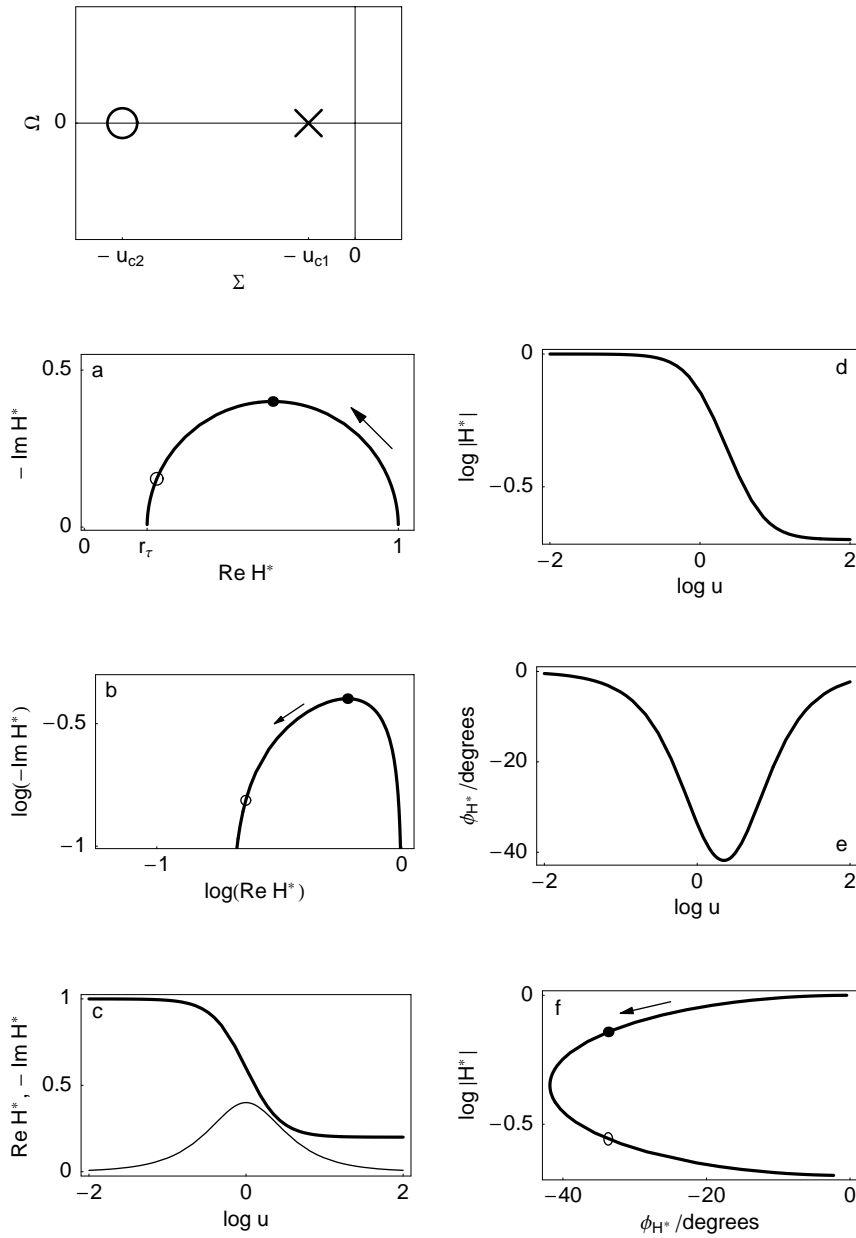 Ω
0
− u_c2
− u_c1
0
Σ
a
− Im H*
0.5
0
0
r_τ
1
Re H*
d
log |H*|
0
−0.5
−2
0
2
log u
b
log(−Im H*)
−0.5
−1
−1
0
log(Re H*)
e
ϕ_H* /degrees
0
−20
−40
−2
0
2
log u
c
Re H*, − Im H*
1
0.5
0
−2
0
2
log u
f
log |H*|
0
−0.5
−40
−20
0
ϕ_H* /degrees